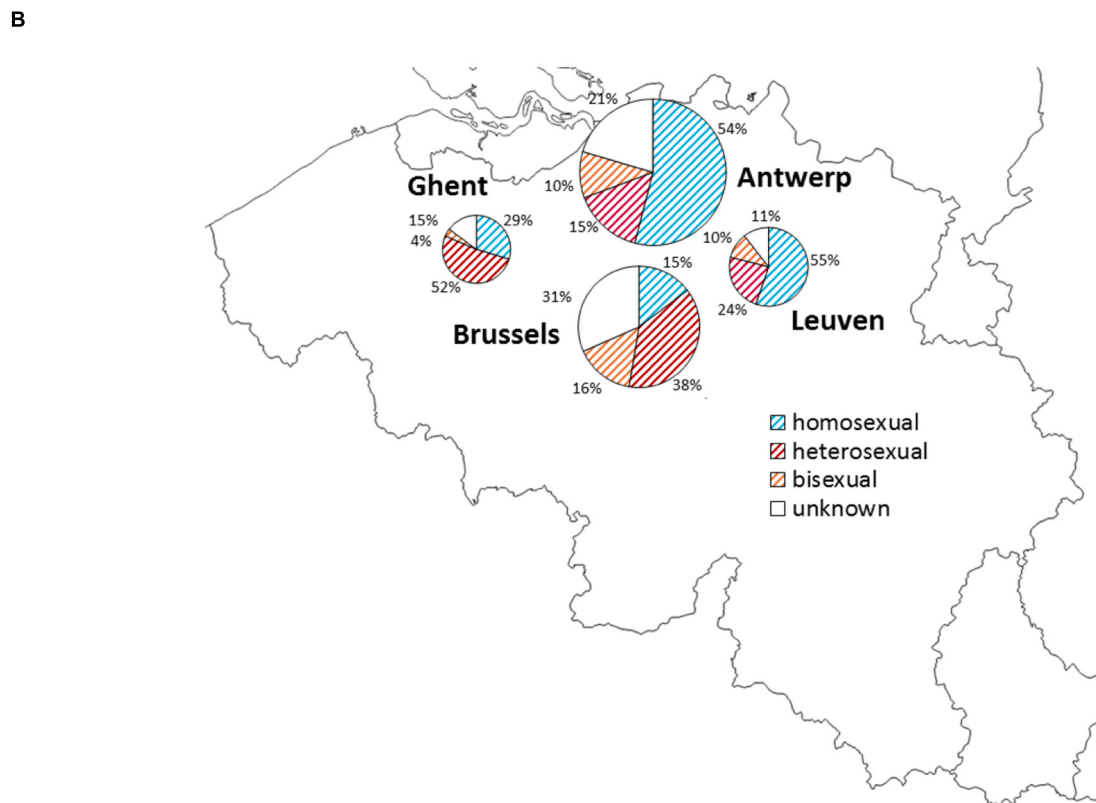 B
21%
54%
Antwerp
10%
15%
Ghent
15%
29%
4%
52%
11%
10%
55%
24%
Leuven
15%
31%
Brussels
16%
38%
homosexual
heterosexual
bisexual
unknown